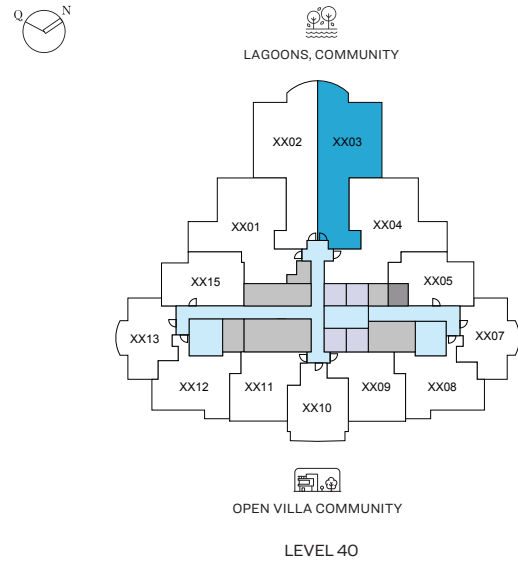 Q N
LAGOONS, COMMUNITY
XX02 XX03
XX01 XX04
XX15 XX05
XX13 XX07
XX12 XX11 XX09 XX08
XX10
OPEN VILLA COMMUNITY
LEVEL 40